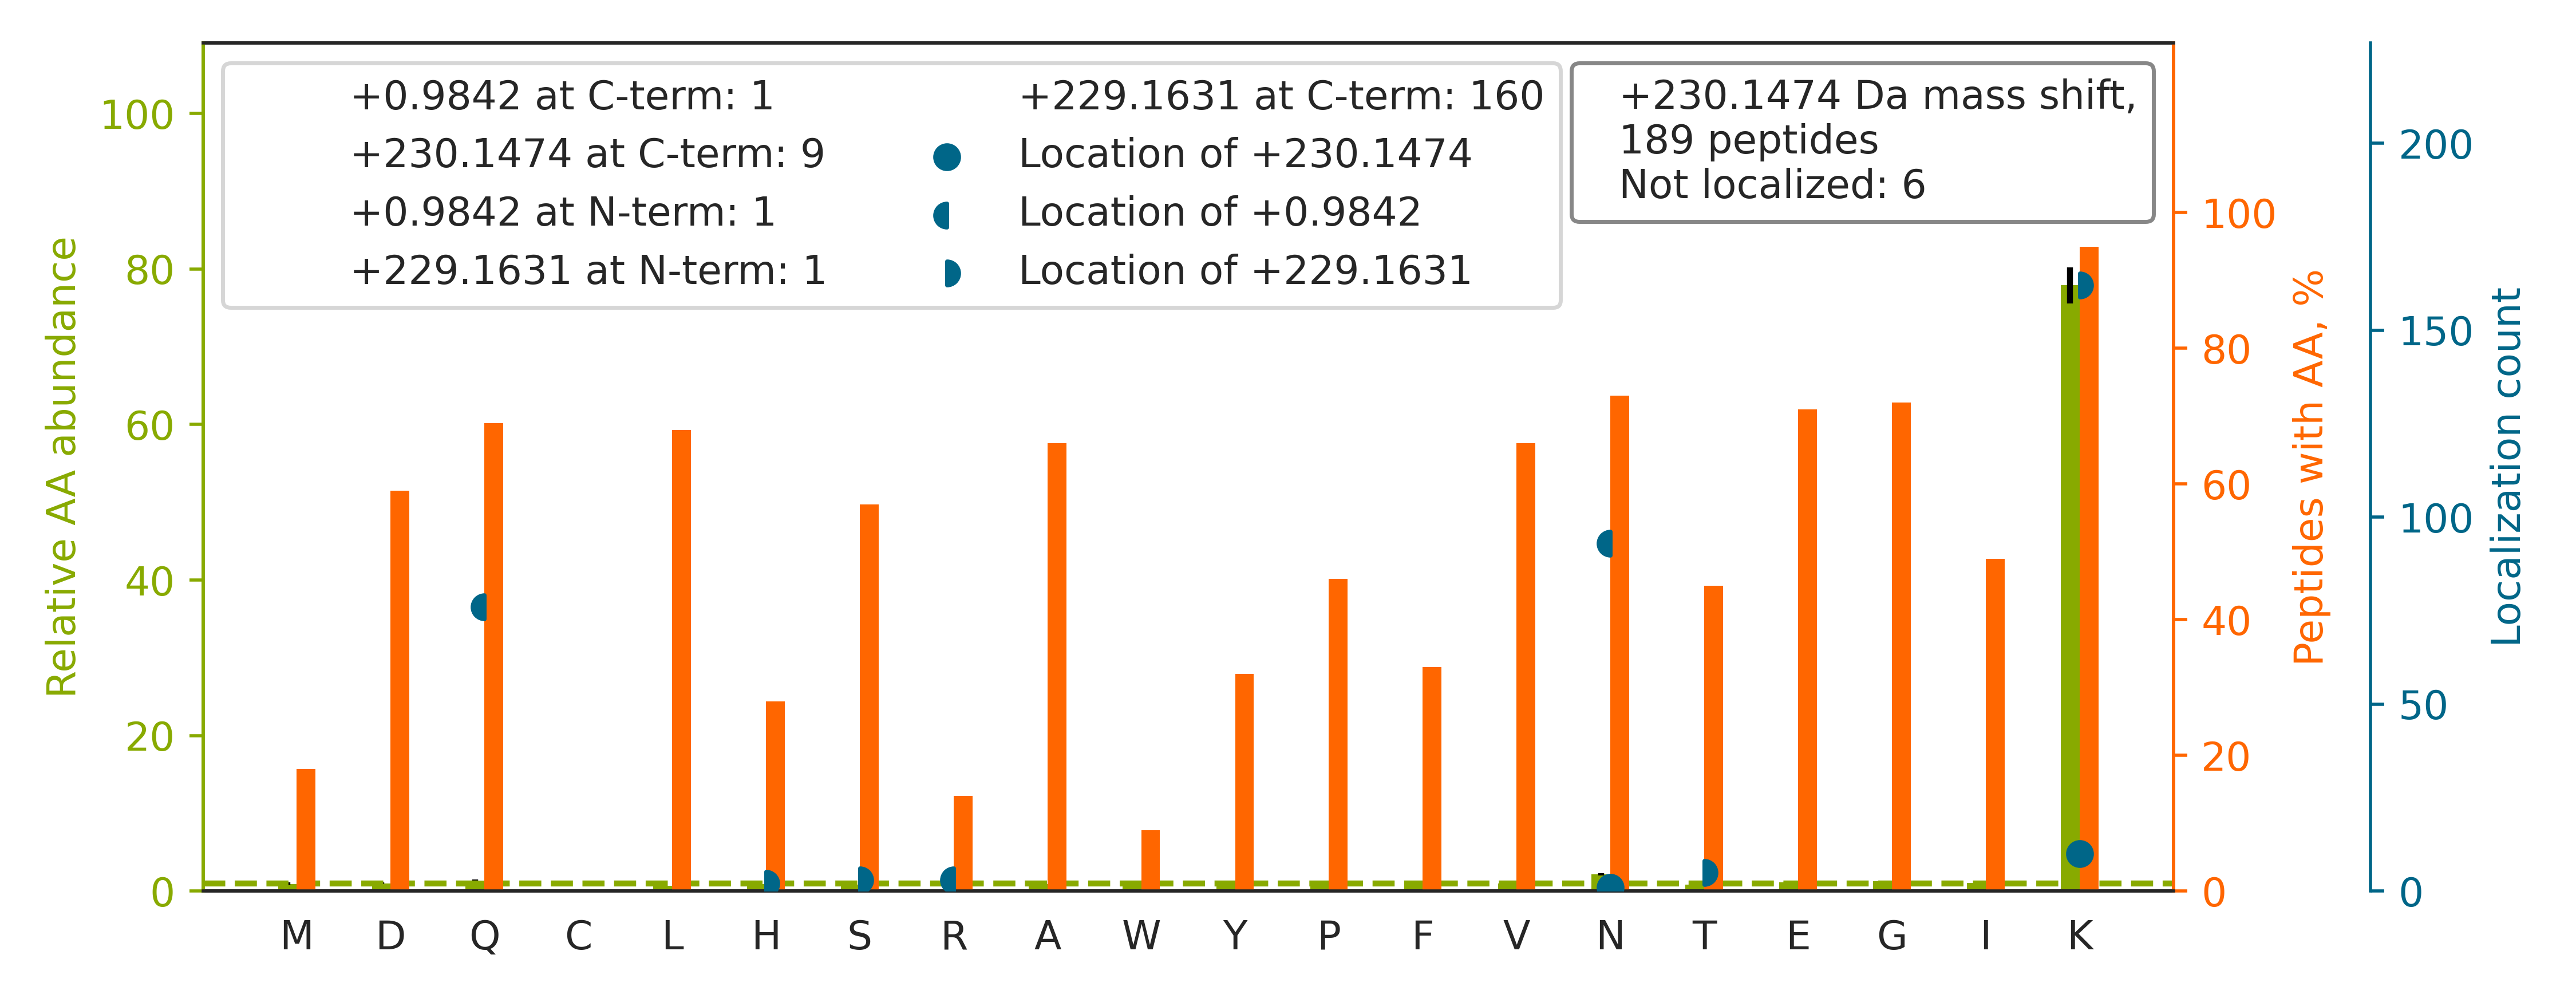 +0.9842 at C-term: 1
+230.1474 at C-term: 9
+0.9842 at N-term: 1
+229.1631 at N-term: 1
+229.1631 at C-term: 160
Location of +230.1474
Location of +0.9842
Location of +229.1631
+230.1474 Da mass shift,
189 peptides
Not localized: 6
Relative AA abundance
100
80
60
40
20
0
M D Q C L H S R A W Y P F V N T E G I K
100
80
60
40
20
0
Peptides with AA, %
200
150
100
50
0
Localization count